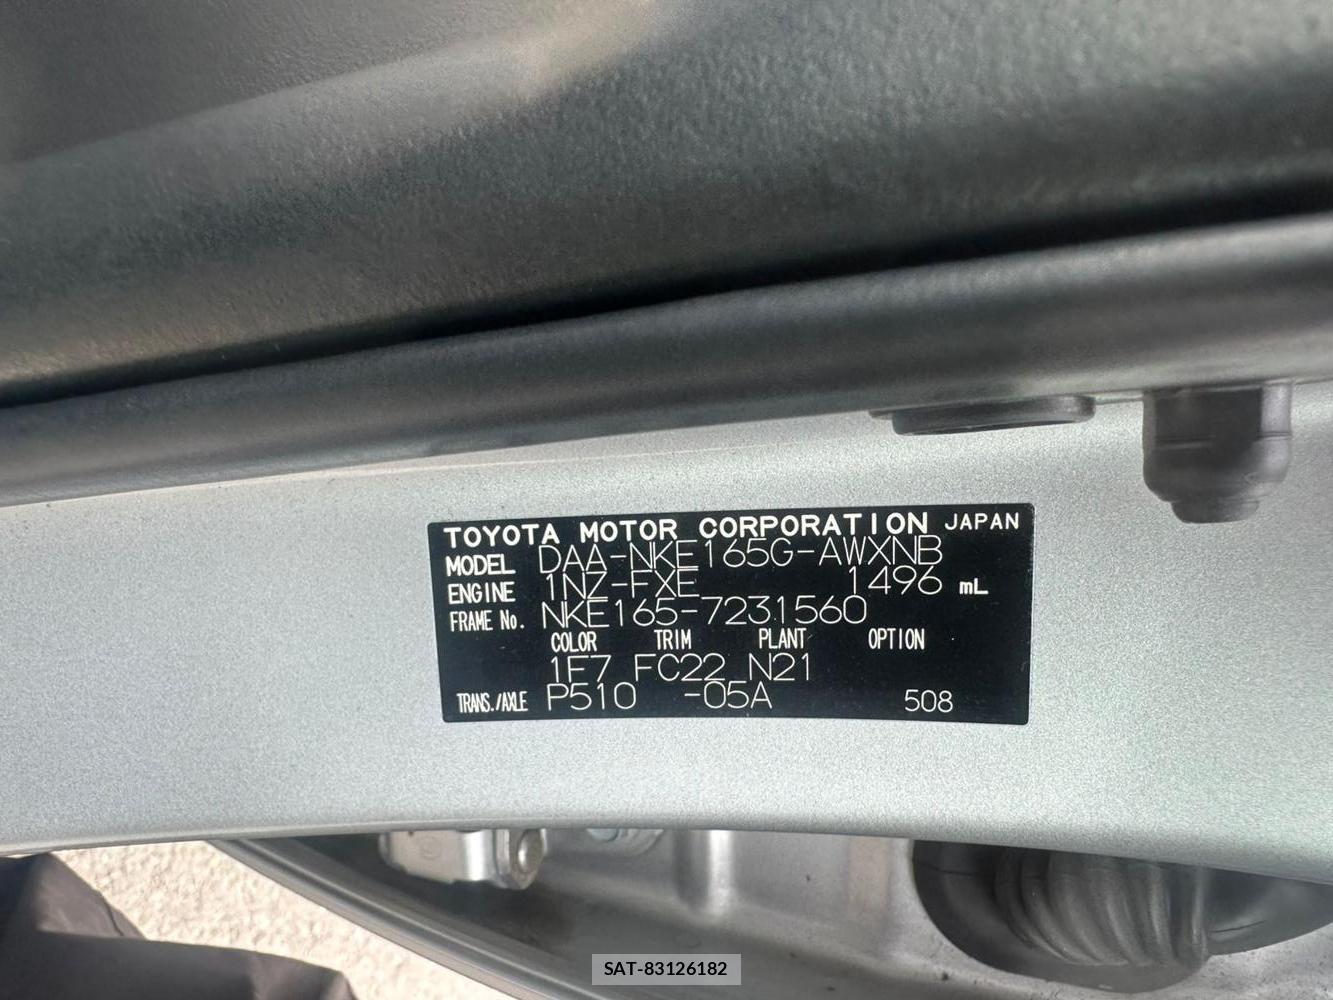 TOYOTA MOTOR CORPORATION JAPAN
MODEL DAA-NKE165G-AWXNB
ENGINE 1NZ-FXE 1496 mL
FRAME No. NKE165-7231560
COLOR TRIM PLANT OPTION
1F7 FC22 N21
TRANS./AXLE P510 -05A 508
SAT-83126182